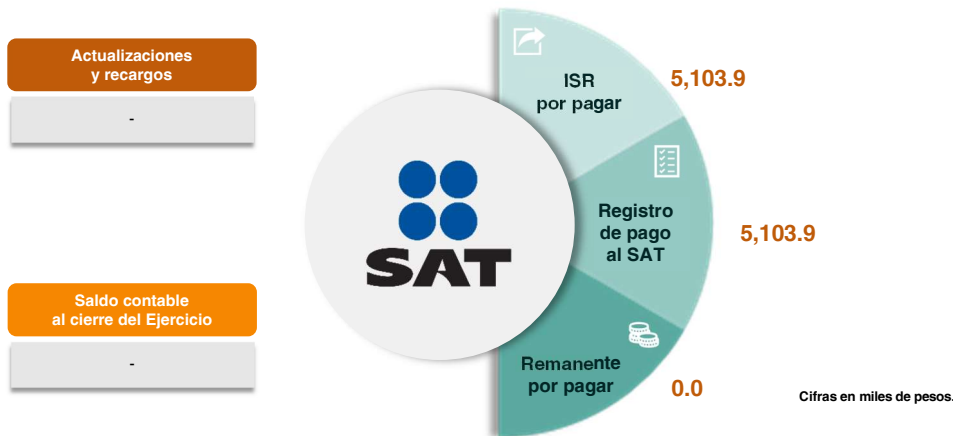 Actualizaciones
y recargos
-
Saldo contable
al cierre del Ejercicio
-
SAT
ISR
por pagar
5,103.9
Registro
de pago
al SAT
5,103.9
Remanente
por pagar
0.0
Cifras en miles de pesos.